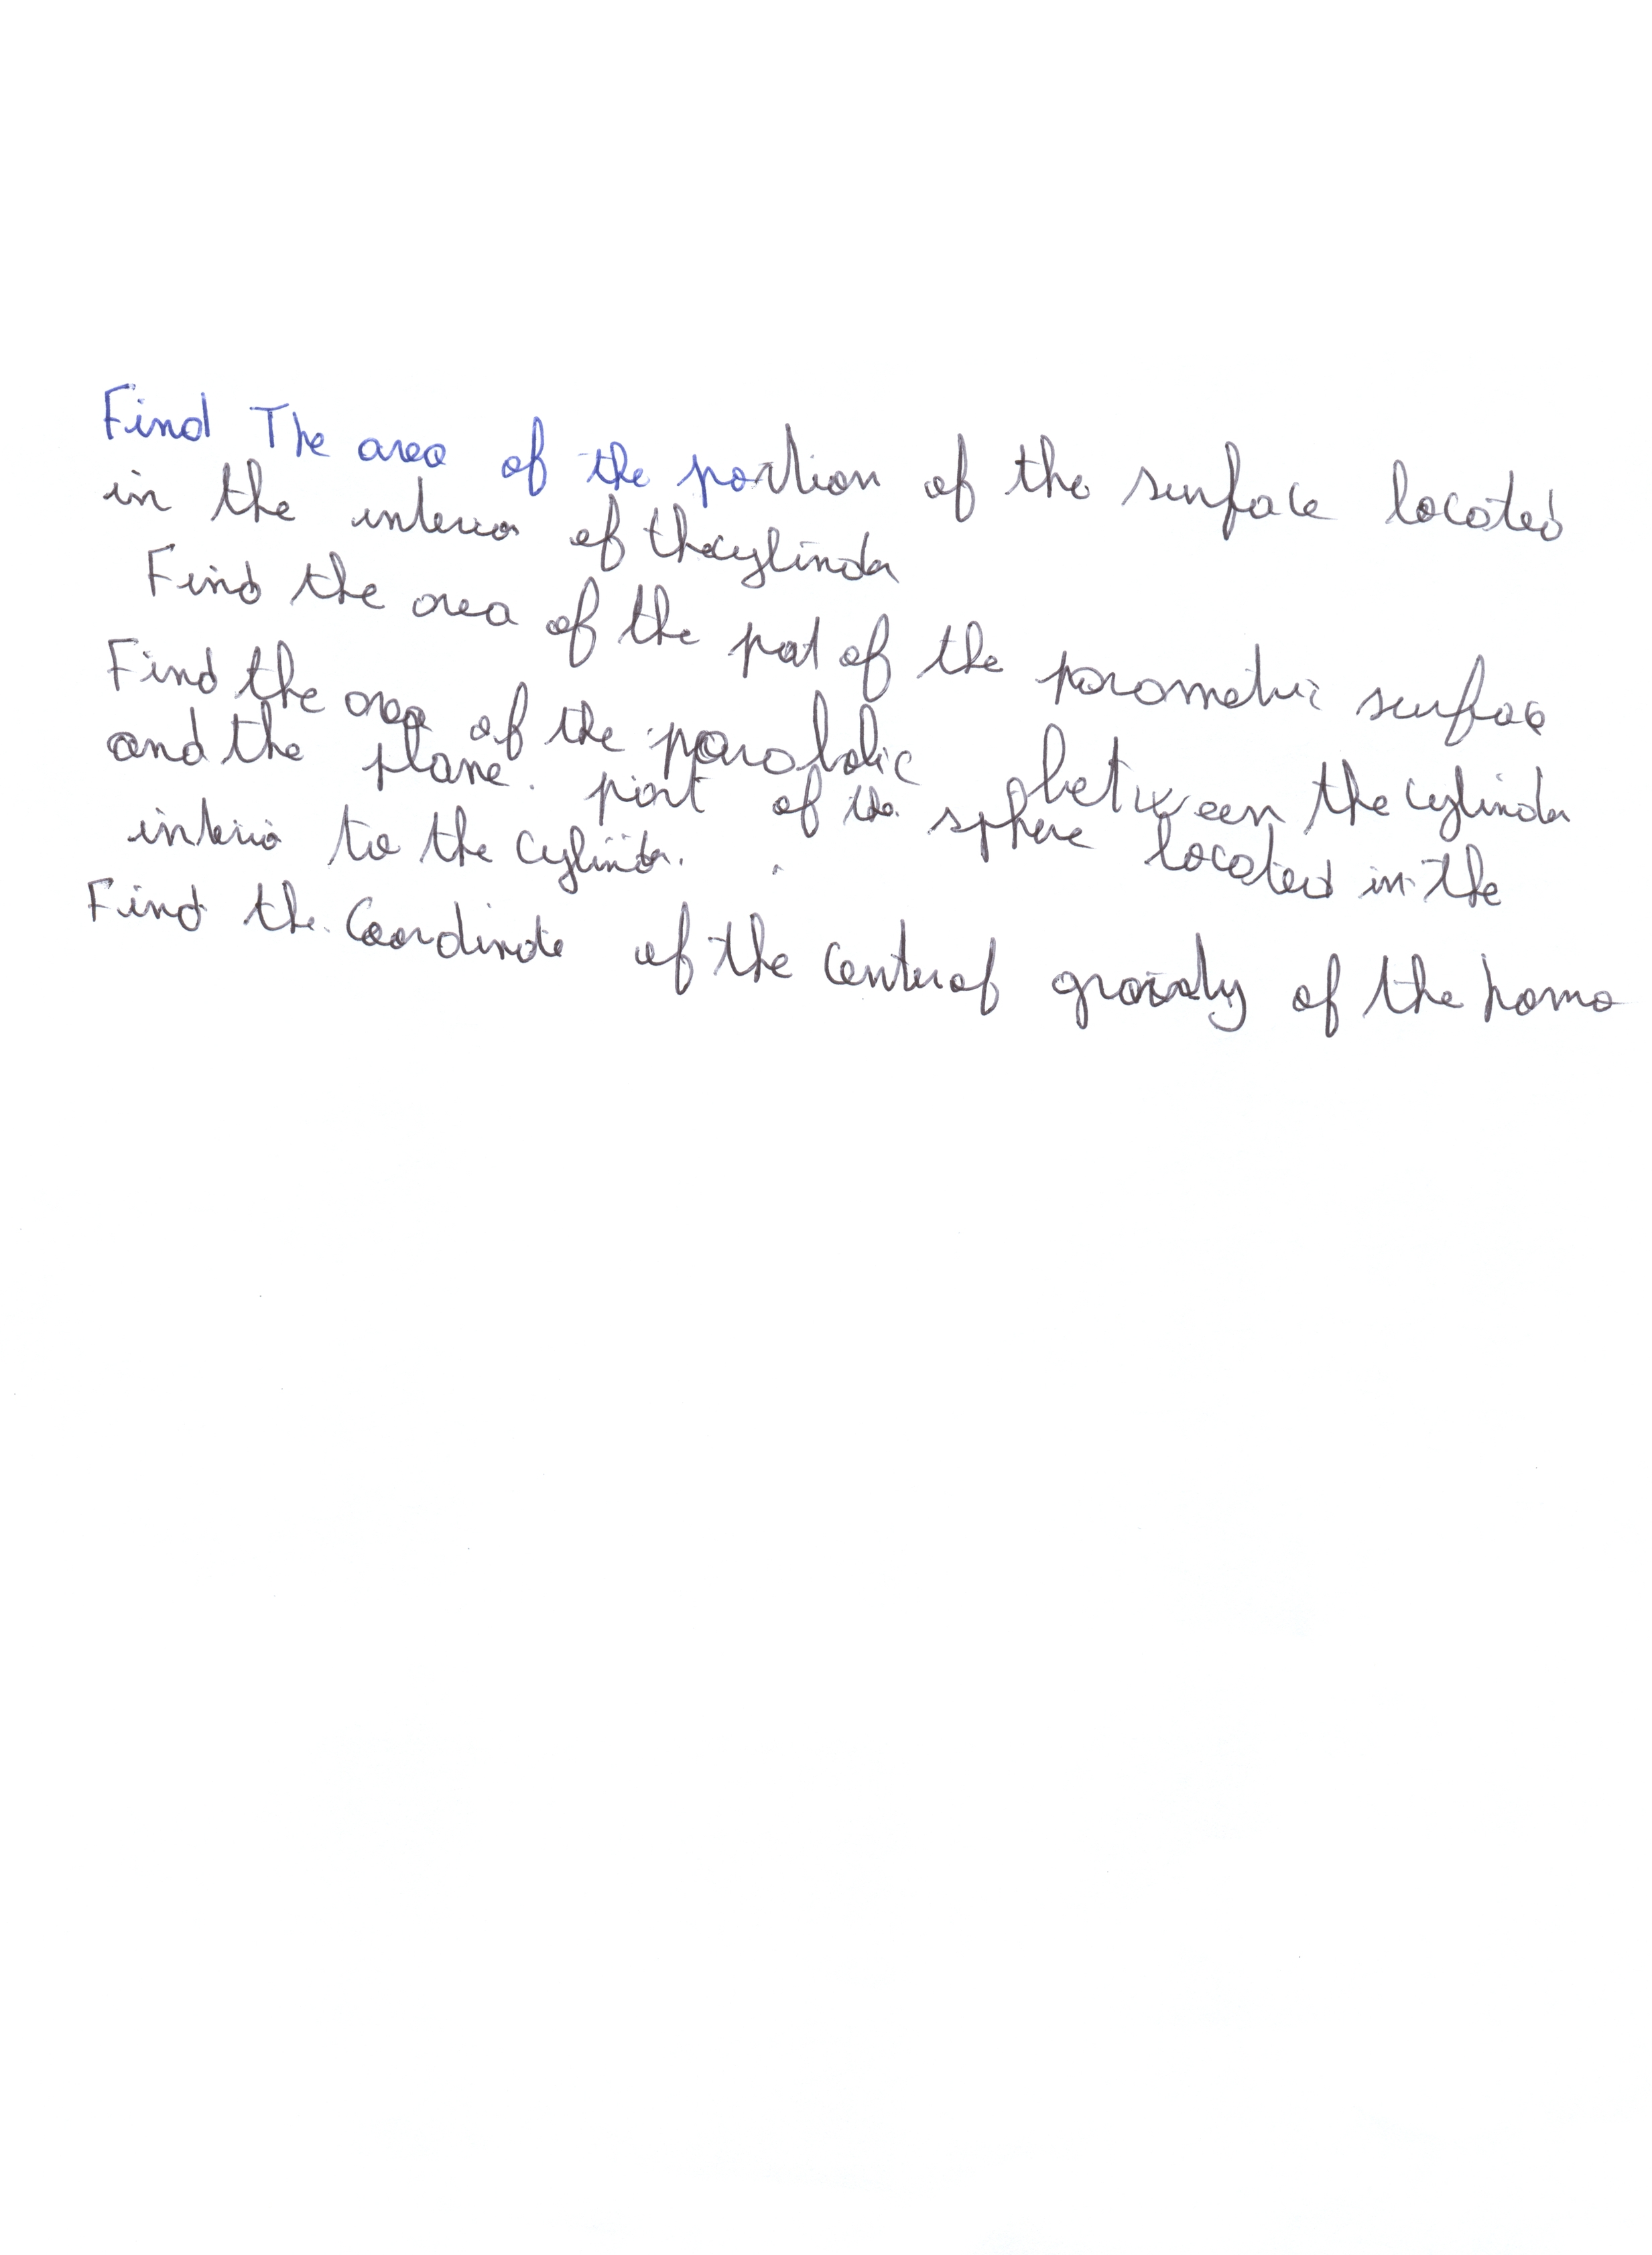 Find The area of the portion of the surface located
in the interior of the cylinder
Find the area of the part of the parametric surface
Find the area of the parabolic between the cylinder
and the plane. part of the sphere located in the
interior to the cylinder.
Find the Coordinate of the center of gravity of the homo